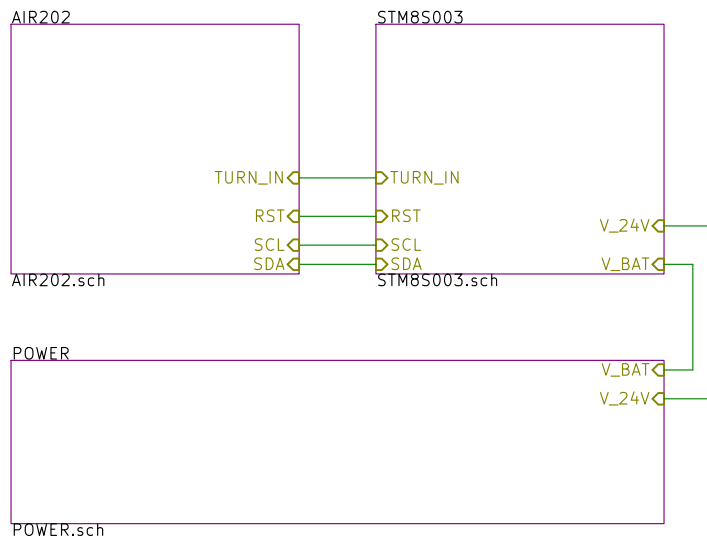 AIR202
STM8S003
TURN_IN
TURN_IN
RST
RST
V_24V
SCL
SCL
SDA
SDA
V_BAT
AIR202.sch
STM8S003.sch
POWER
V_BAT
V_24V
POWER.sch